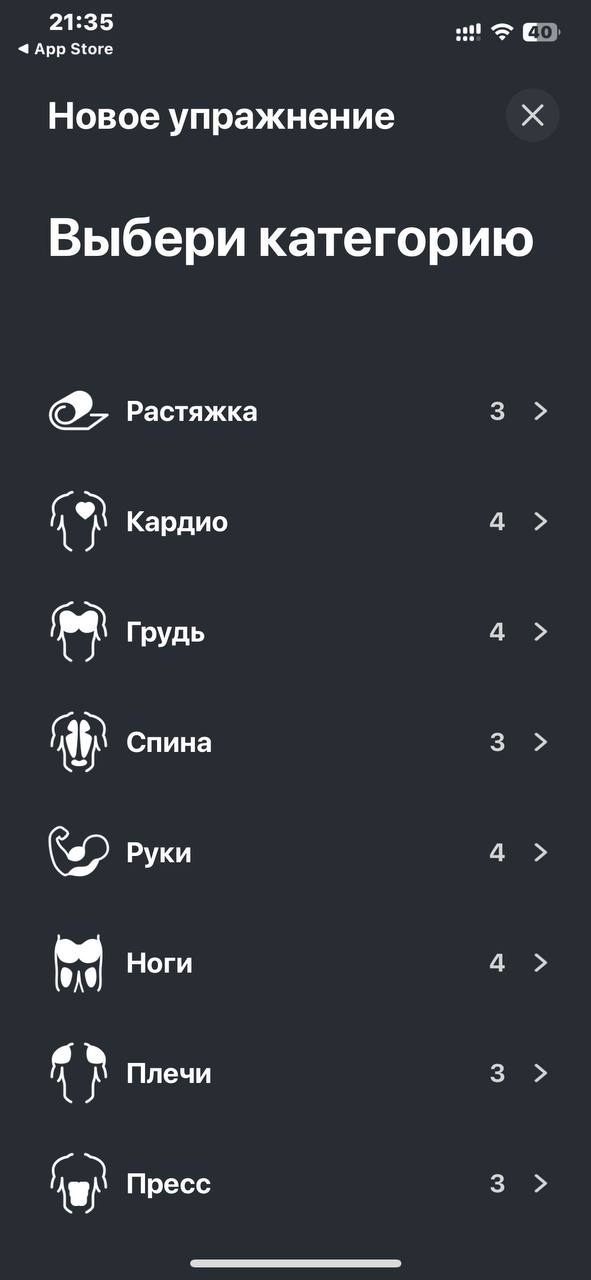 21:35
40
◀ App Store
Новое упражнение
Выбери категорию
Растяжка 3
Кардио 4
Грудь 4
Спина 3
Руки 4
Ноги 4
Плечи 3
Пресс 3